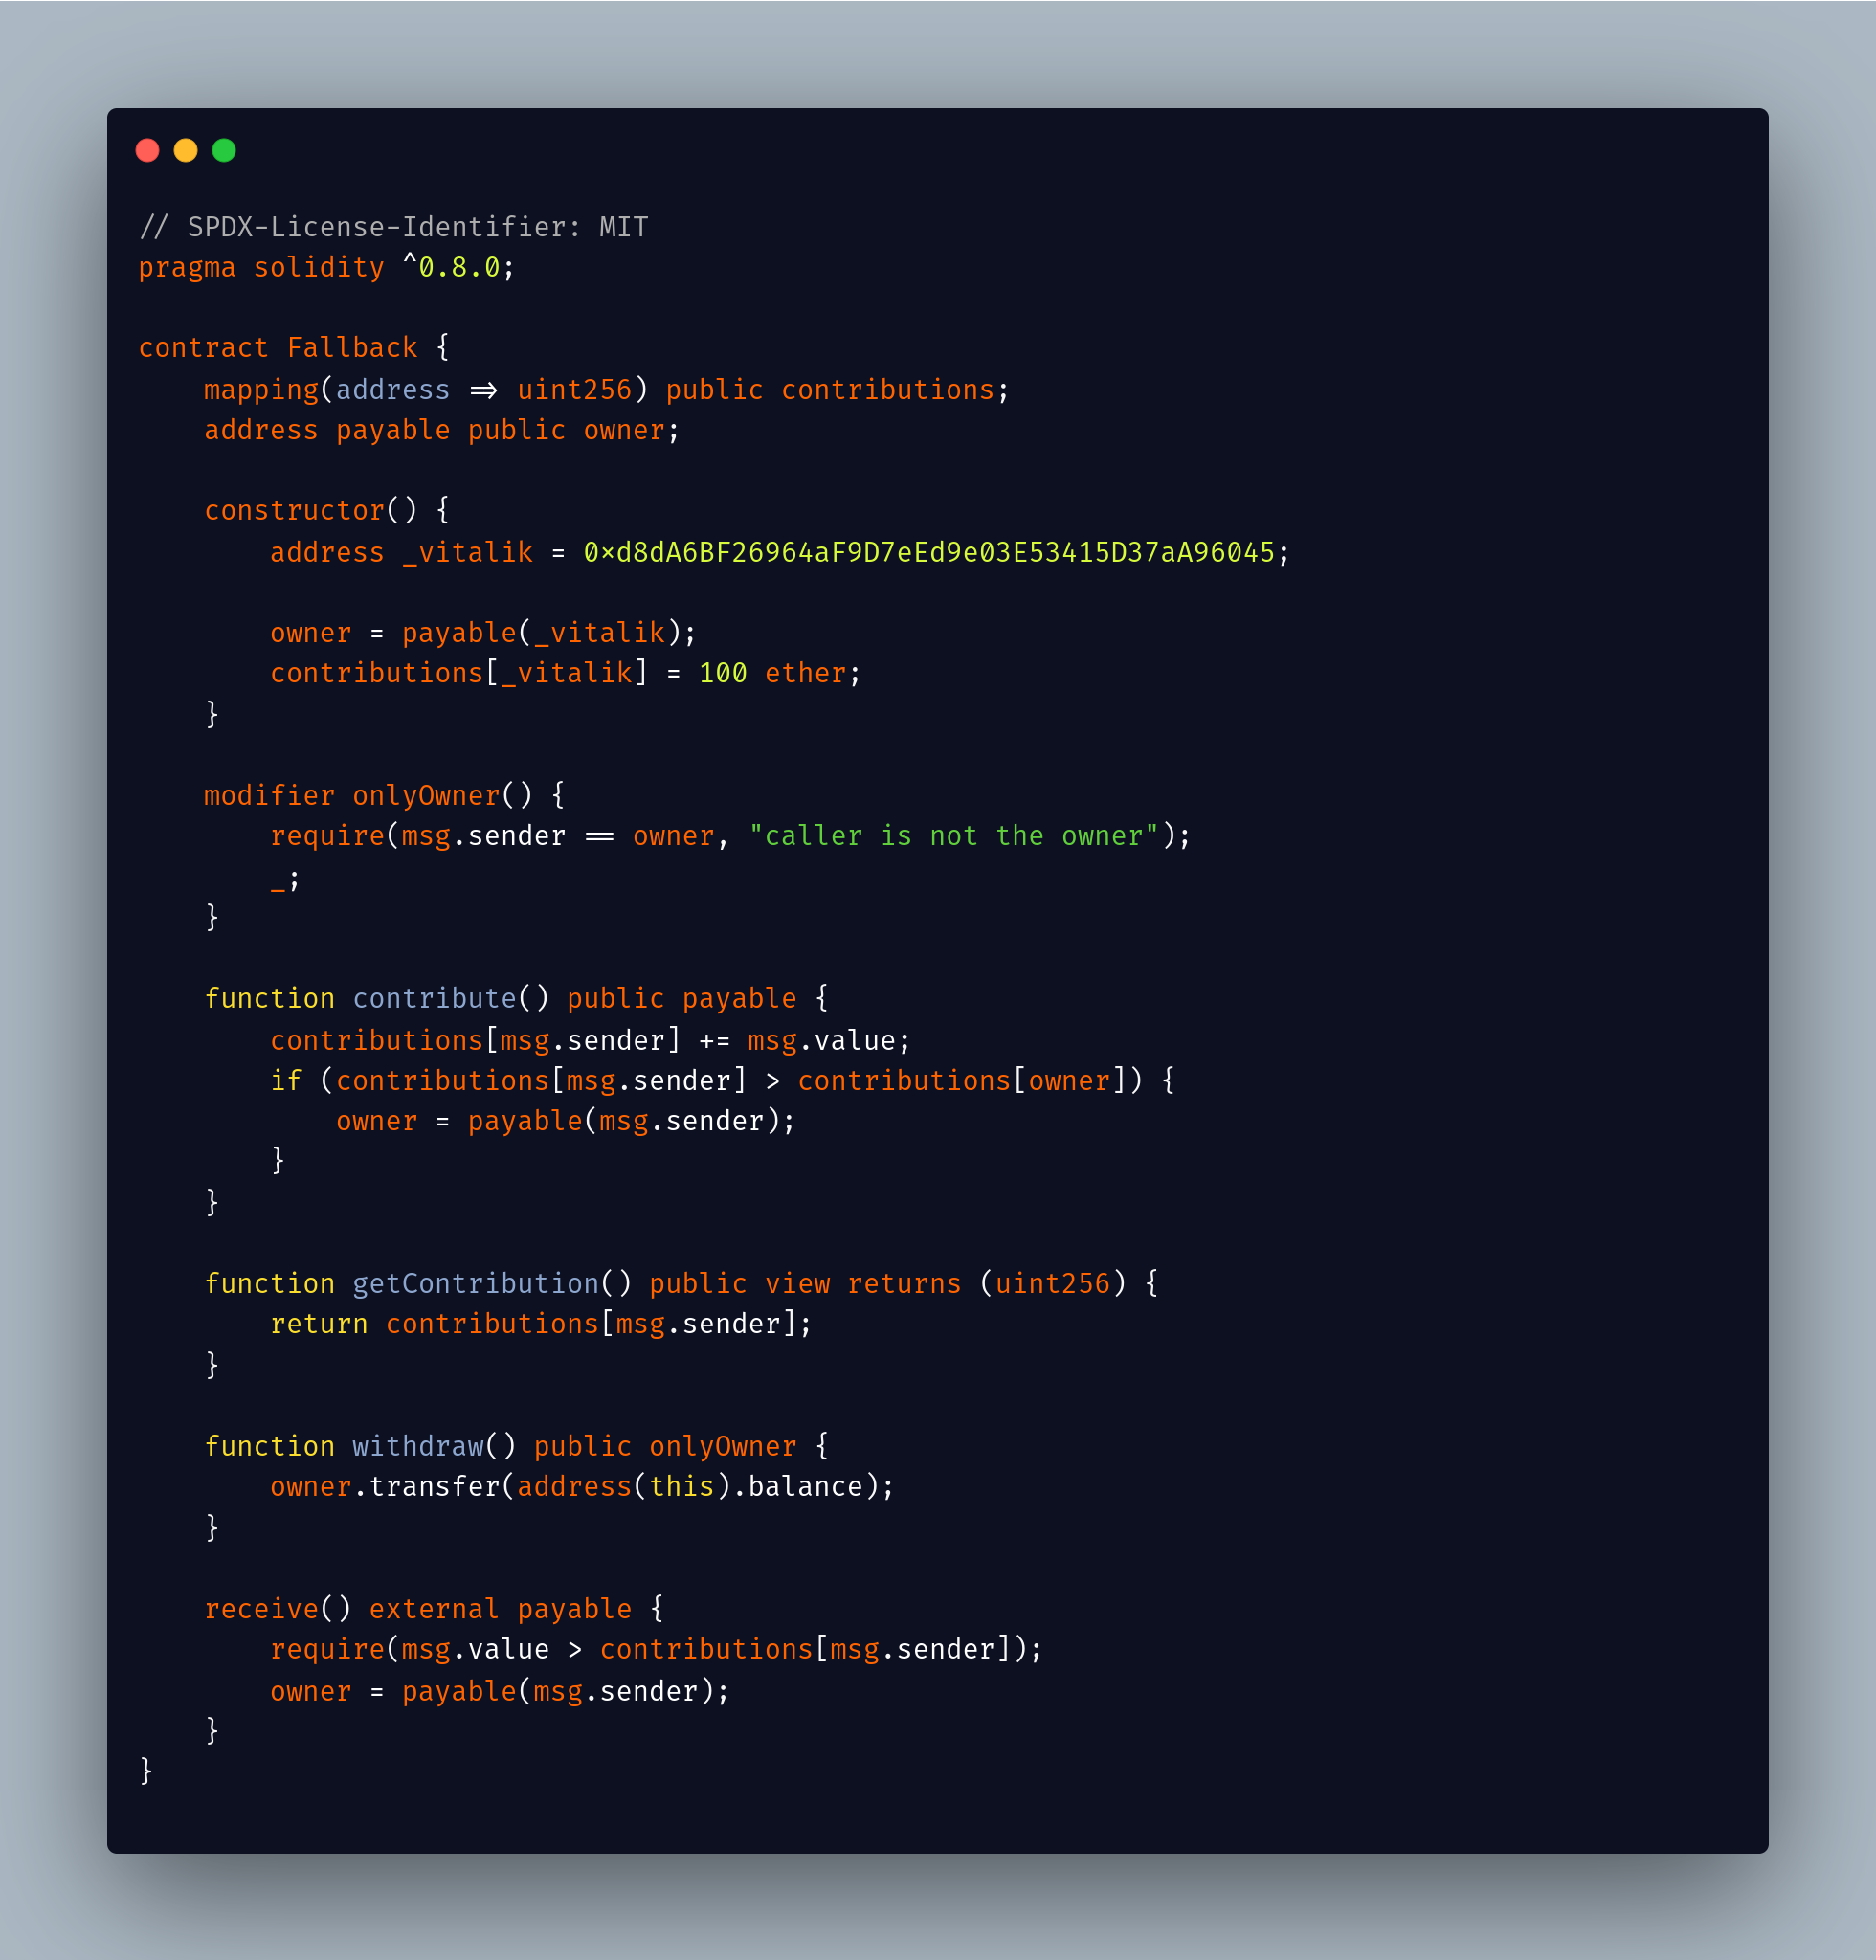 // SPDX-License-Identifier: MIT
pragma solidity ^0.8.0;

contract Fallback {
    mapping(address => uint256) public contributions;
    address payable public owner;

    constructor() {
        address _vitalik = 0xd8dA6BF26964aF9D7eEd9e03E53415D37aA96045;

        owner = payable(_vitalik);
        contributions[_vitalik] = 100 ether;
    }

    modifier onlyOwner() {
        require(msg.sender == owner, "caller is not the owner");
        _;
    }

    function contribute() public payable {
        contributions[msg.sender] += msg.value;
        if (contributions[msg.sender] > contributions[owner]) {
            owner = payable(msg.sender);
        }
    }

    function getContribution() public view returns (uint256) {
        return contributions[msg.sender];
    }

    function withdraw() public onlyOwner {
        owner.transfer(address(this).balance);
    }

    receive() external payable {
        require(msg.value > contributions[msg.sender]);
        owner = payable(msg.sender);
    }
}